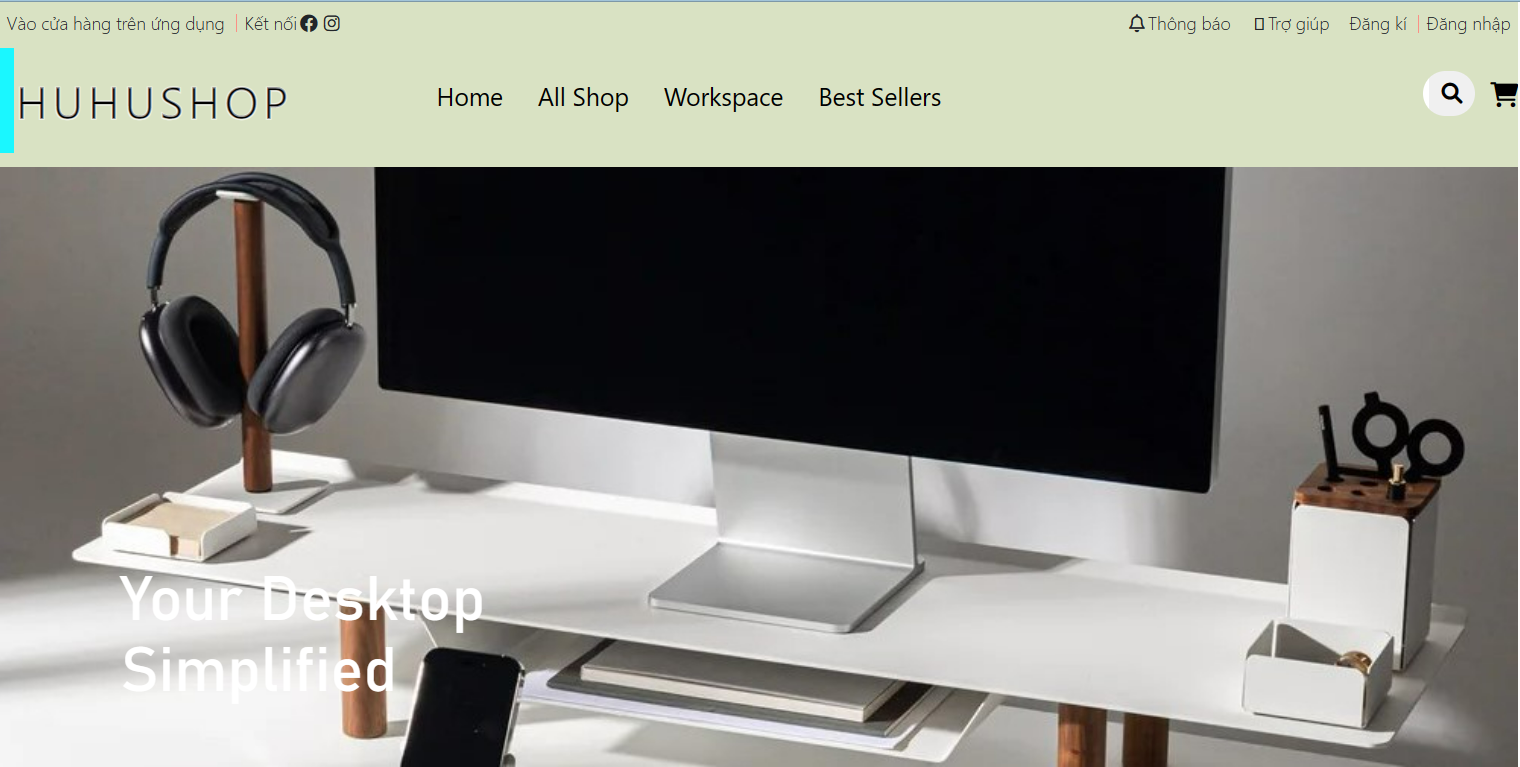 Vào cửa hàng trên ứng dụng | Kết nối
Thông báo Trợ giúp Đăng kí | Đăng nhập
HUHUSHOP
Home All Shop Workspace Best Sellers
Your Desktop
Simplified